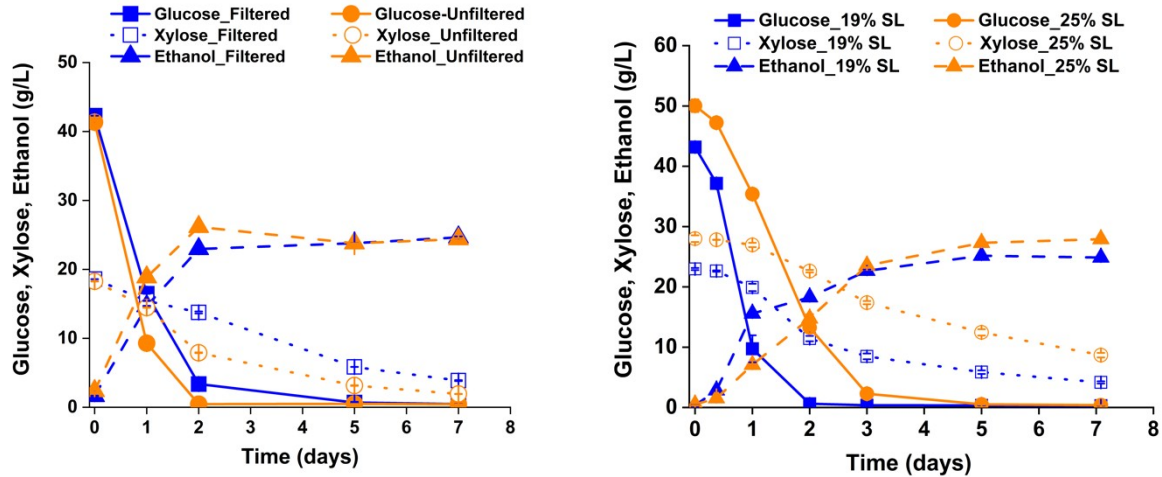 Glucose_Filtered Glucose-Unfiltered
Xylose_Filtered Xylose_Unfiltered
Ethanol_Filtered Ethanol_Unfiltered
Glucose, Xylose, Ethanol (g/L)
50
40
30
20
10
0
0 1 2 3 4 5 6 7 8
Time (days)
Glucose_19% SL Glucose_25% SL
Xylose_19% SL Xylose_25% SL
Ethanol_19% SL Ethanol_25% SL
Glucose, Xylose, Ethanol (g/L)
60
50
40
30
20
10
0
0 1 2 3 4 5 6 7 8
Time (days)